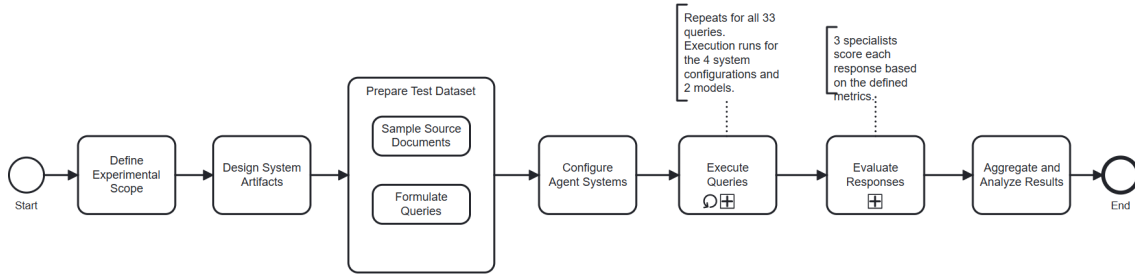 Repeats for all 33
queries.
Execution runs for
the 4 system
configurations and
2 models.
3 specialists
score each
response based
on the defined
metrics.
Prepare Test Dataset
Sample Source
Documents
Formulate
Queries
Start
Define
Experimental
Scope
Design System
Artifacts
Configure
Agent Systems
Execute
Queries
Evaluate
Responses
Aggregate and
Analyze Results
End